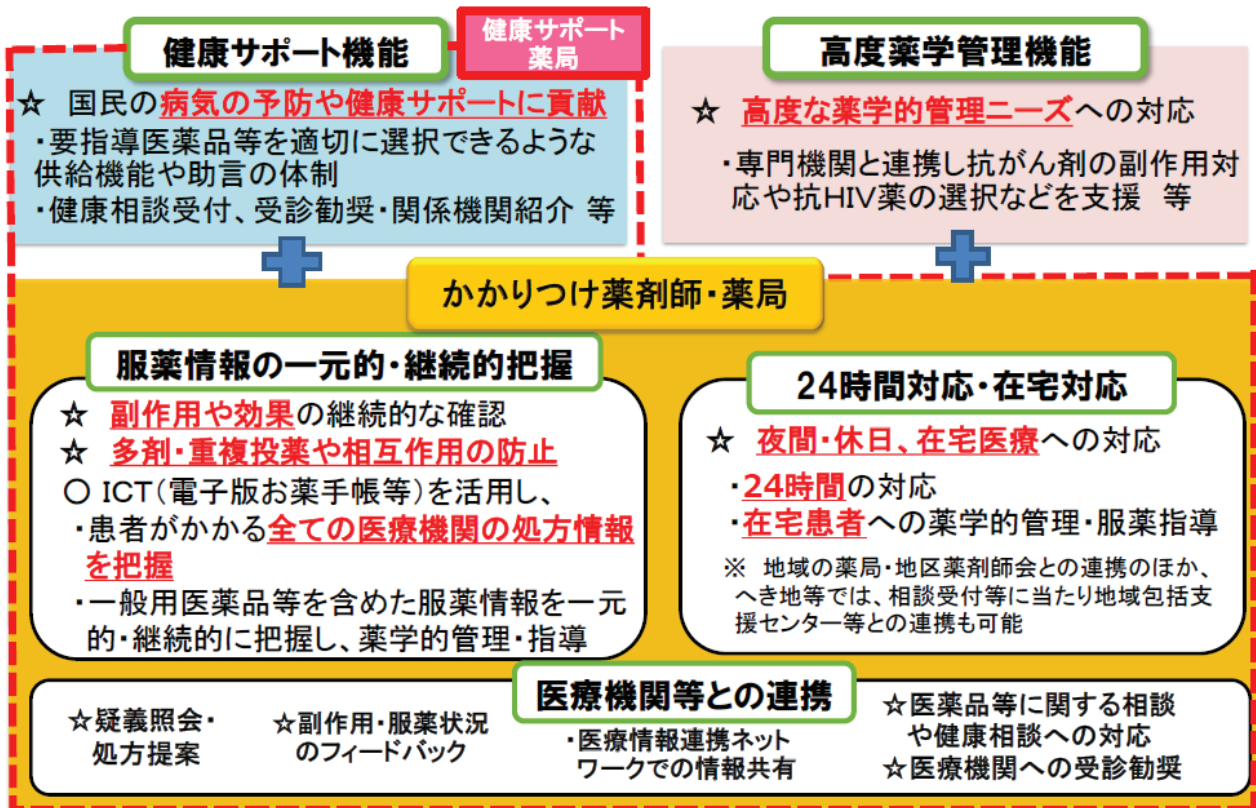 健康サポート機能
健康サポート
薬局
☆ 国民の病気の予防や健康サポートに貢献
・要指導医薬品等を適切に選択できるような
供給機能や助言の体制
・健康相談受付、受診勧奨・関係機関紹介 等
高度薬学管理機能
☆ 高度な薬学的管理ニーズへの対応
・専門機関と連携し抗がん剤の副作用対
応や抗HIV薬の選択などを支援 等
かかりつけ薬剤師・薬局
服薬情報の一元的・継続的把握
☆ 副作用や効果の継続的な確認
☆ 多剤・重複投薬や相互作用の防止
○ ICT(電子版お薬手帳等)を活用し、
・患者がかかる全ての医療機関の処方情報
を把握
・一般用医薬品等を含めた服薬情報を一元
的・継続的に把握し、薬学的管理・指導
24時間対応・在宅対応
☆ 夜間・休日、在宅医療への対応
・24時間の対応
・在宅患者への薬学的管理・服薬指導
※ 地域の薬局・地区薬剤師会との連携のほか、
へき地等では、相談受付等に当たり地域包括支
援センター等との連携も可能
医療機関等との連携
☆疑義照会・
処方提案
☆副作用・服薬状況
のフィードバック
・医療情報連携ネット
ワークでの情報共有
☆医薬品等に関する相談
や健康相談への対応
☆医療機関への受診勧奨